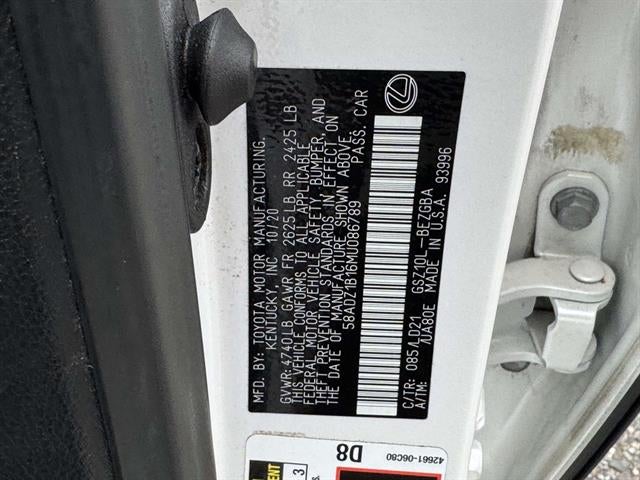 MFD. BY: TOYOTA MOTOR MANUFACTURING.
KENTUCKY, INC 10/20
GVWR: 4740LB GAWR FR 2625LB RR 2425 LB
THIS VEHICLE CONFORMS TO ALL APPLICABLE
FEDERAL MOTOR VEHICLE SAFETY, BUMPER, AND
THEFT PREVENTION STANDARDS IN EFFECT ON
THE DATE OF MANUFACTURE SHOWN ABOVE.
58ADZ1B16MU086789 PASS. CAR
C/TR: 085/LD21 GSZ10L-BEZGBA
A/TM: /UA80E MADE IN U.S.A. 93996
D8
42661-06C80
3